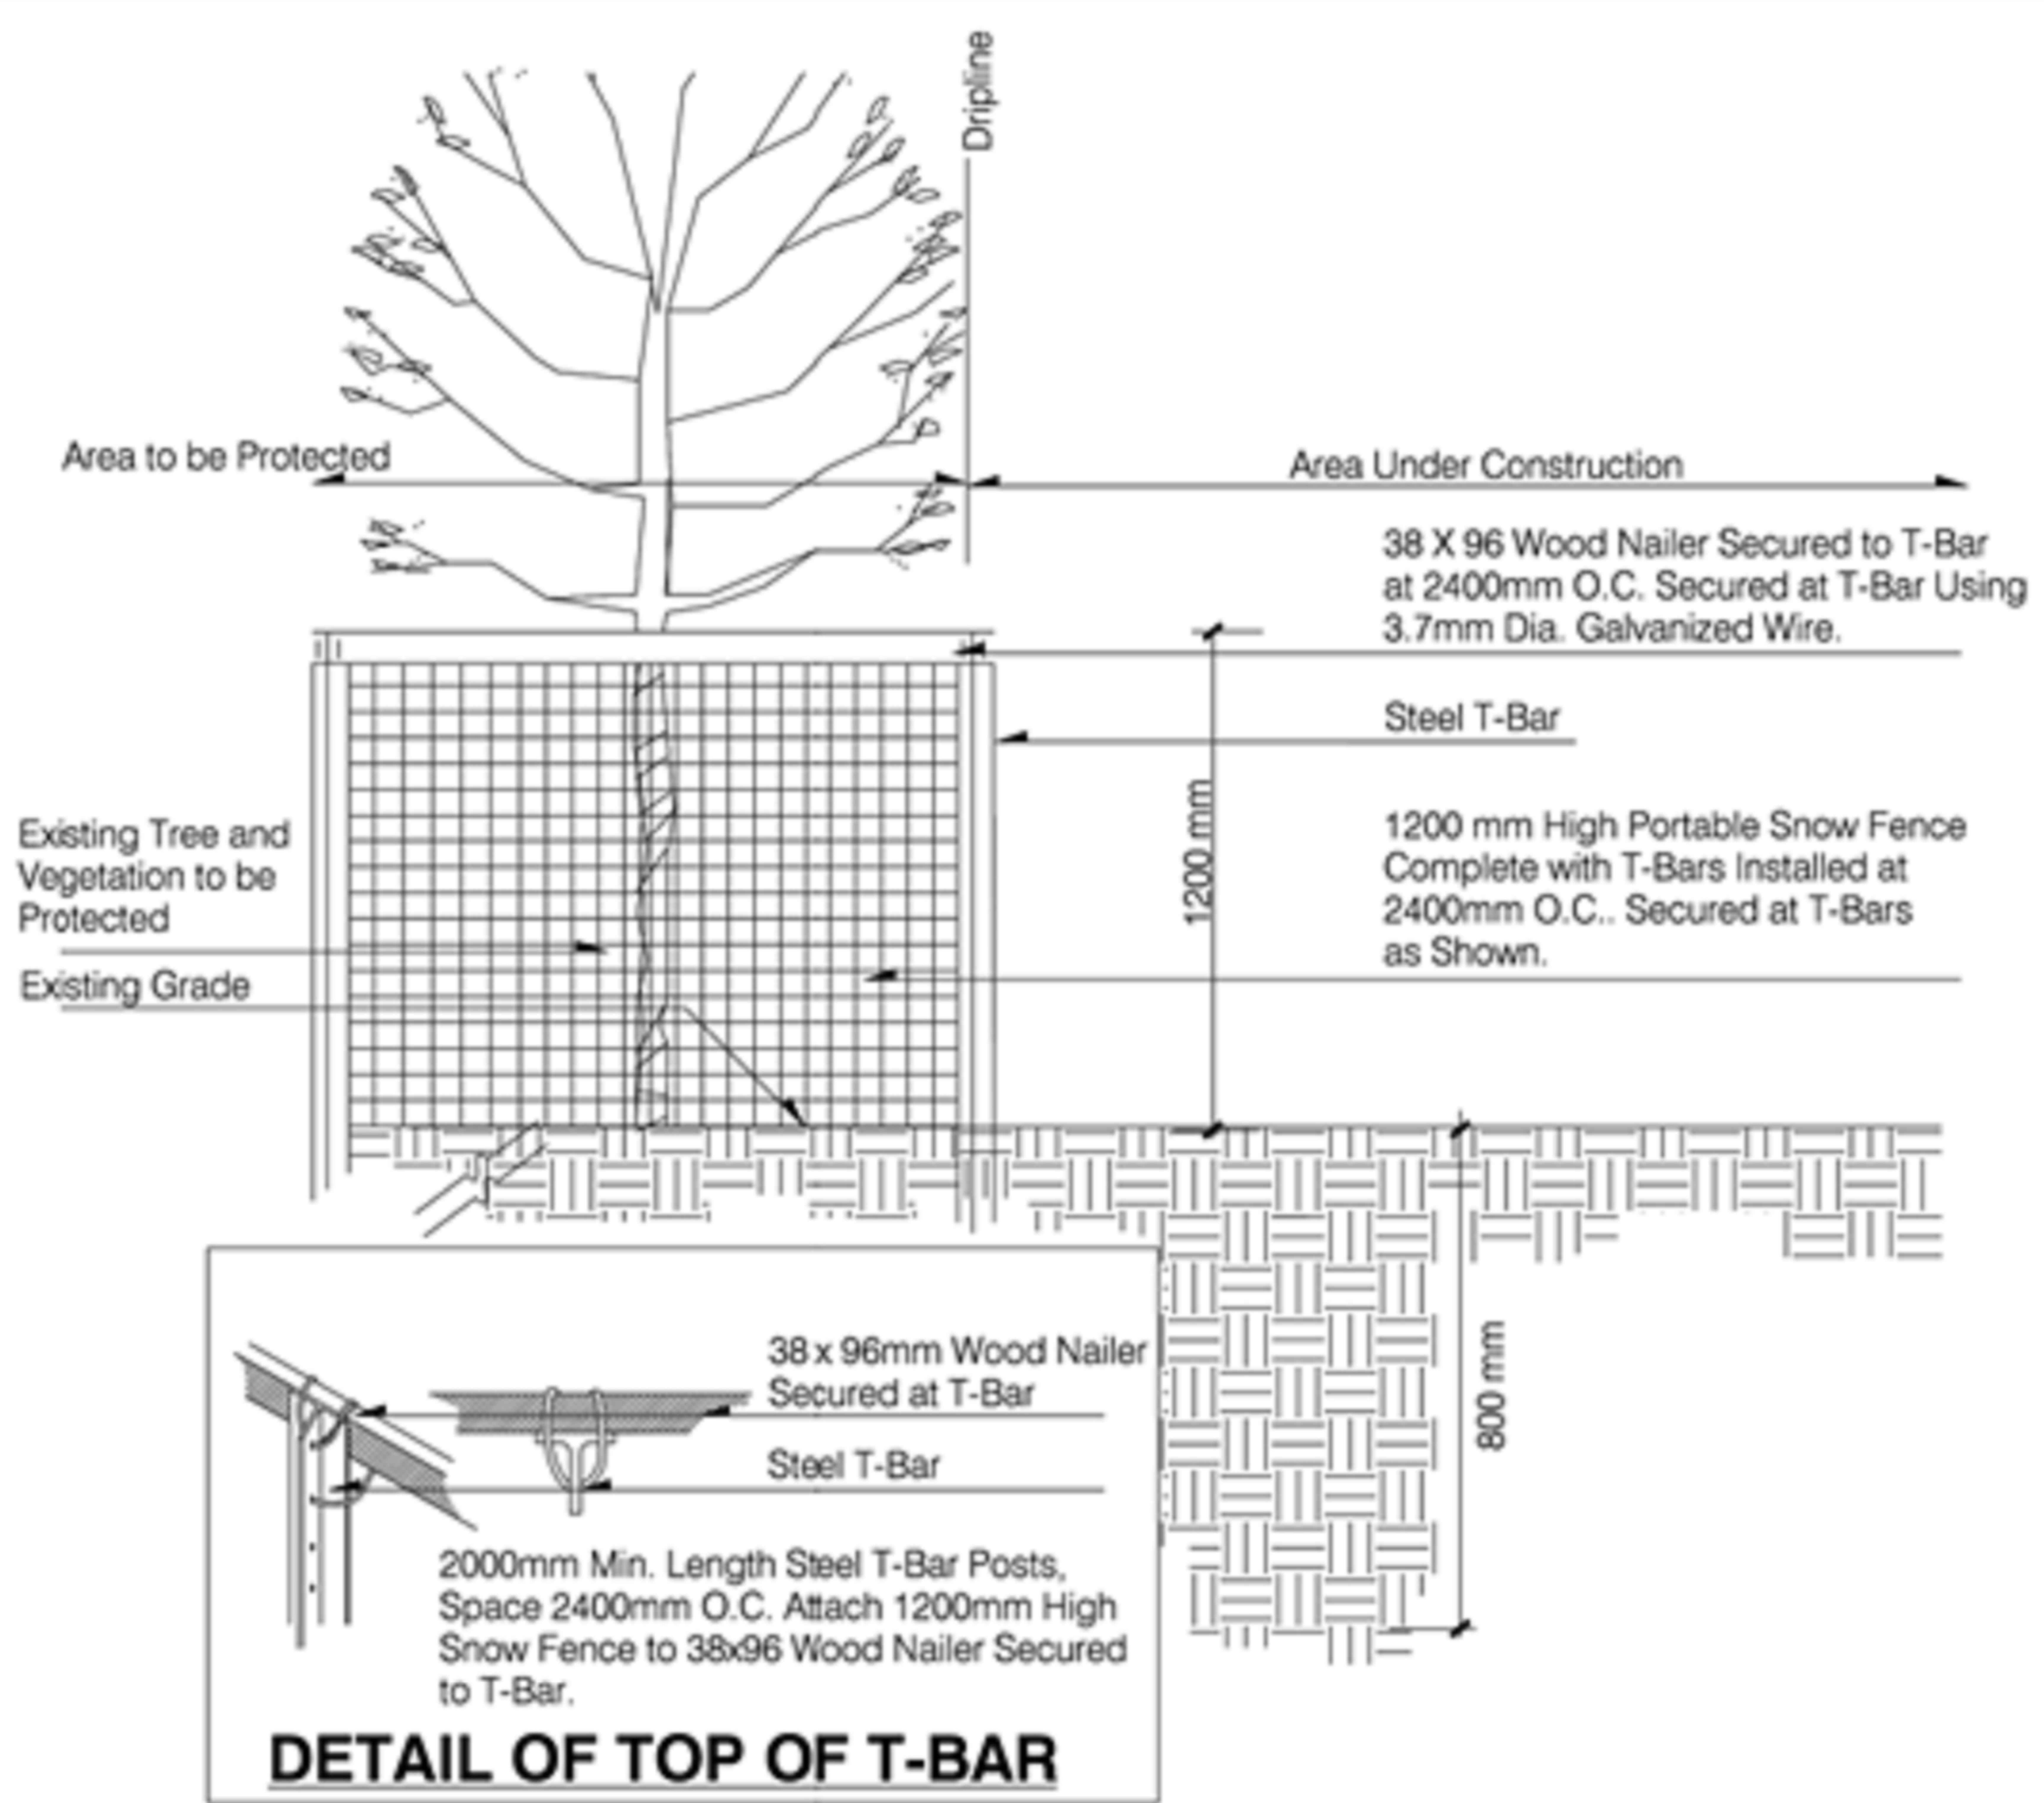 Dripline
Area to be Protected
Area Under Construction
38 X 96 Wood Nailer Secured to T-Bar
at 2400mm O.C. Secured at T-Bar Using
3.7mm Dia. Galvanized Wire.
Steel T-Bar
1200 mm
1200 mm High Portable Snow Fence
Complete with T-Bars Installed at
2400mm O.C.. Secured at T-Bars
as Shown.
Existing Tree and
Vegetation to be
Protected
Existing Grade
800 mm
38 x 96mm Wood Nailer
Secured at T-Bar
Steel T-Bar
2000mm Min. Length Steel T-Bar Posts,
Space 2400mm O.C. Attach 1200mm High
Snow Fence to 38x96 Wood Nailer Secured
to T-Bar.
DETAIL OF TOP OF T-BAR